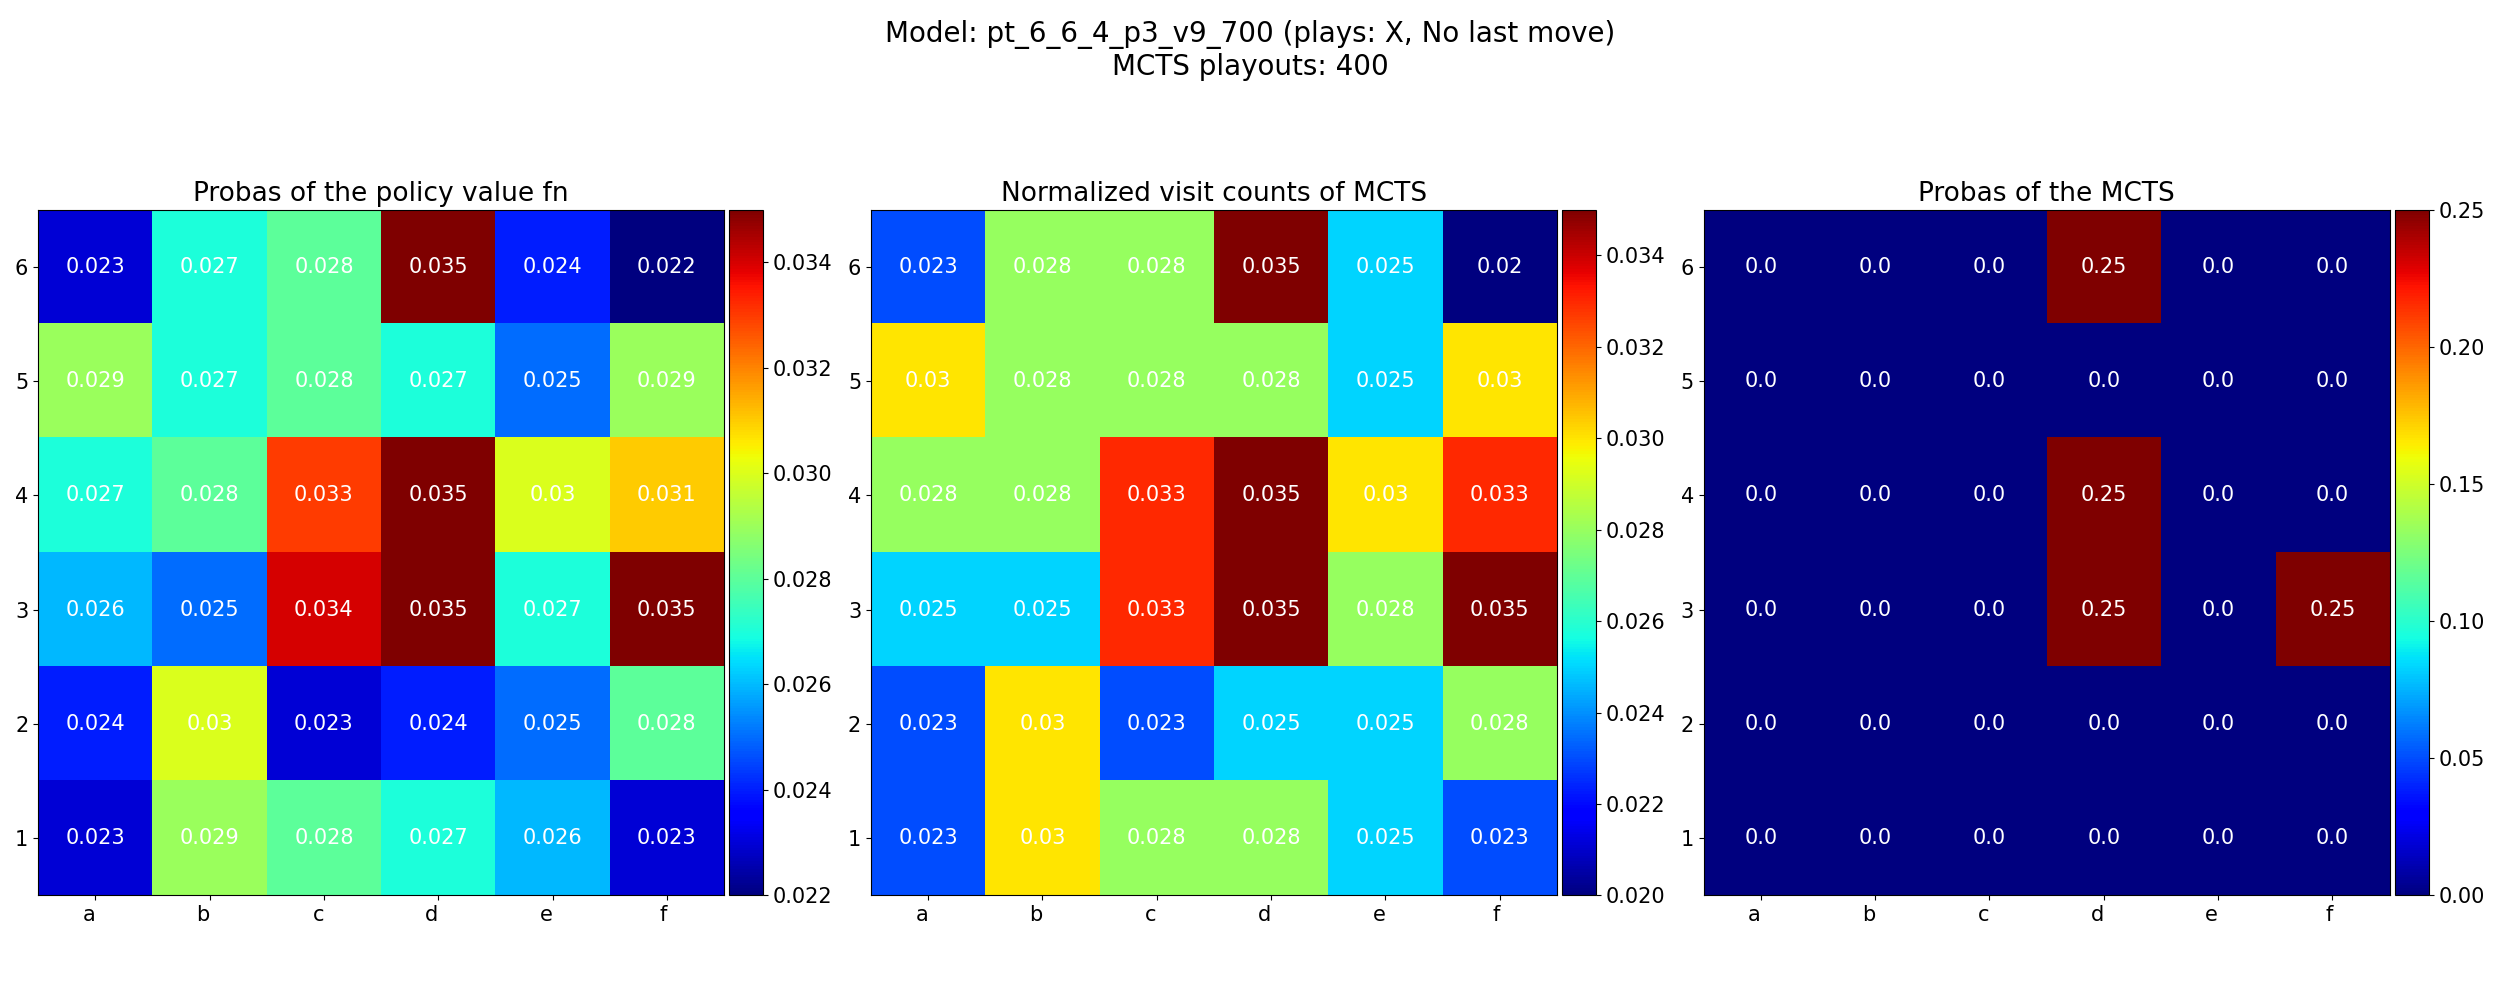 Model: pt_6_6_4_p3_v9_700 (plays: X, No last move)
MCTS playouts: 400
Probas of the policy value fn
6 0.023 0.027 0.028 0.035 0.024 0.022
5 0.029 0.027 0.028 0.027 0.025 0.029
4 0.027 0.028 0.033 0.035 0.03 0.031
3 0.026 0.025 0.034 0.035 0.027 0.035
2 0.024 0.03 0.023 0.024 0.025 0.028
1 0.023 0.029 0.028 0.027 0.026 0.023
a b c d e f
0.034
0.032
0.030
0.028
0.026
0.024
0.022
Normalized visit counts of MCTS
6 0.023 0.028 0.028 0.035 0.025 0.02
5 0.03 0.028 0.028 0.028 0.025 0.03
4 0.028 0.028 0.033 0.035 0.03 0.033
3 0.025 0.025 0.033 0.035 0.028 0.035
2 0.023 0.03 0.023 0.025 0.025 0.028
1 0.023 0.03 0.028 0.028 0.025 0.023
a b c d e f
0.034
0.032
0.030
0.028
0.026
0.024
0.022
0.020
Probas of the MCTS
6 0.0 0.0 0.0 0.25 0.0 0.0
5 0.0 0.0 0.0 0.0 0.0 0.0
4 0.0 0.0 0.0 0.25 0.0 0.0
3 0.0 0.0 0.0 0.25 0.0 0.25
2 0.0 0.0 0.0 0.0 0.0 0.0
1 0.0 0.0 0.0 0.0 0.0 0.0
a b c d e f
0.25
0.20
0.15
0.10
0.05
0.00